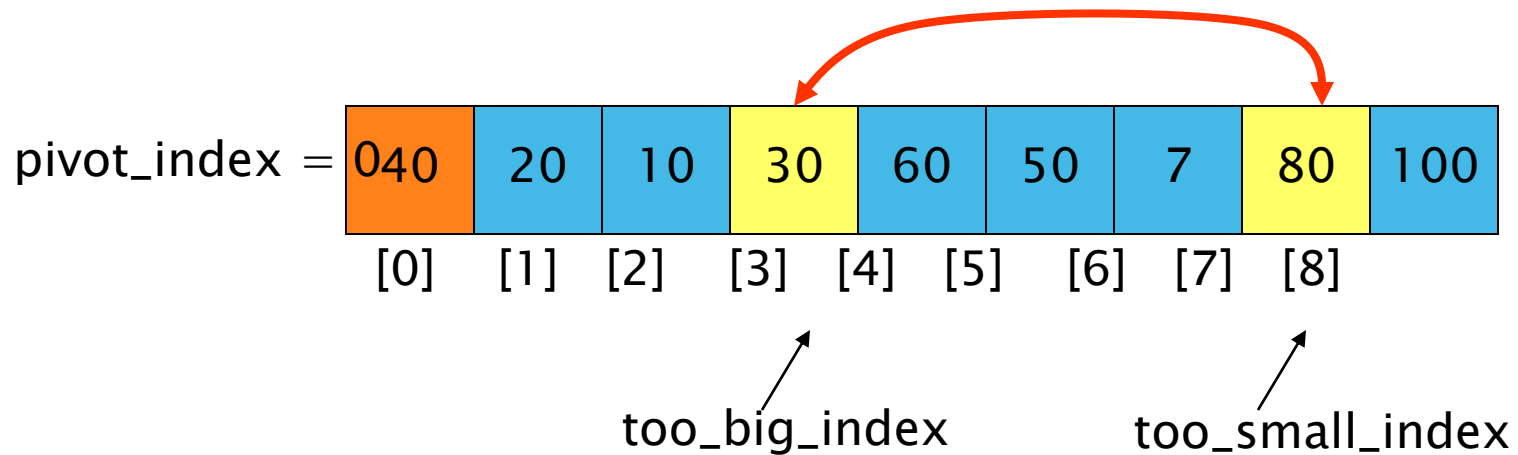 pivot_index = 0 40 20 10 30 60 50 7 80 100
[0] [1] [2] [3] [4] [5] [6] [7] [8]
too_big_index too_small_index